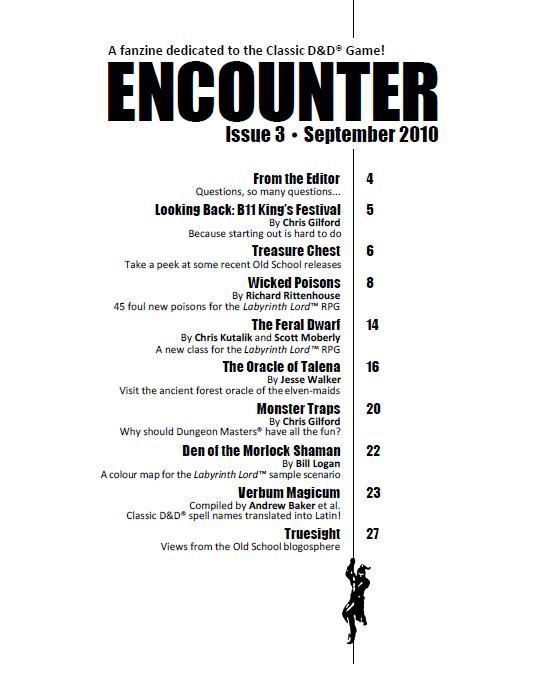 A fanzine dedicated to the Classic D&D® Game!
ENCOUNTER
Issue 3 • September 2010
From the Editor 4
Questions, so many questions...
Looking Back: B11 King's Festival 5
By Chris Gilford
Because starting out is hard to do
Treasure Chest 6
Take a peek at some recent Old School releases
Wicked Poisons 8
By Richard Rittenhouse
45 foul new poisons for the Labyrinth Lord™ RPG
The Feral Dwarf 14
By Chris Kutalik and Scott Moberly
A new class for the Labyrinth Lord™ RPG
The Oracle of Talena 16
By Jesse Walker
Visit the ancient forest oracle of the elven-maids
Monster Traps 20
By Chris Gilford
Why should Dungeon Masters® have all the fun?
Den of the Morlock Shaman 22
By Bill Logan
A colour map for the Labyrinth Lord™ sample scenario
Verbum Magicum 23
Compiled by Andrew Baker et al.
Classic D&D® spell names translated into Latin!
Truesight 27
Views from the Old School blogosphere